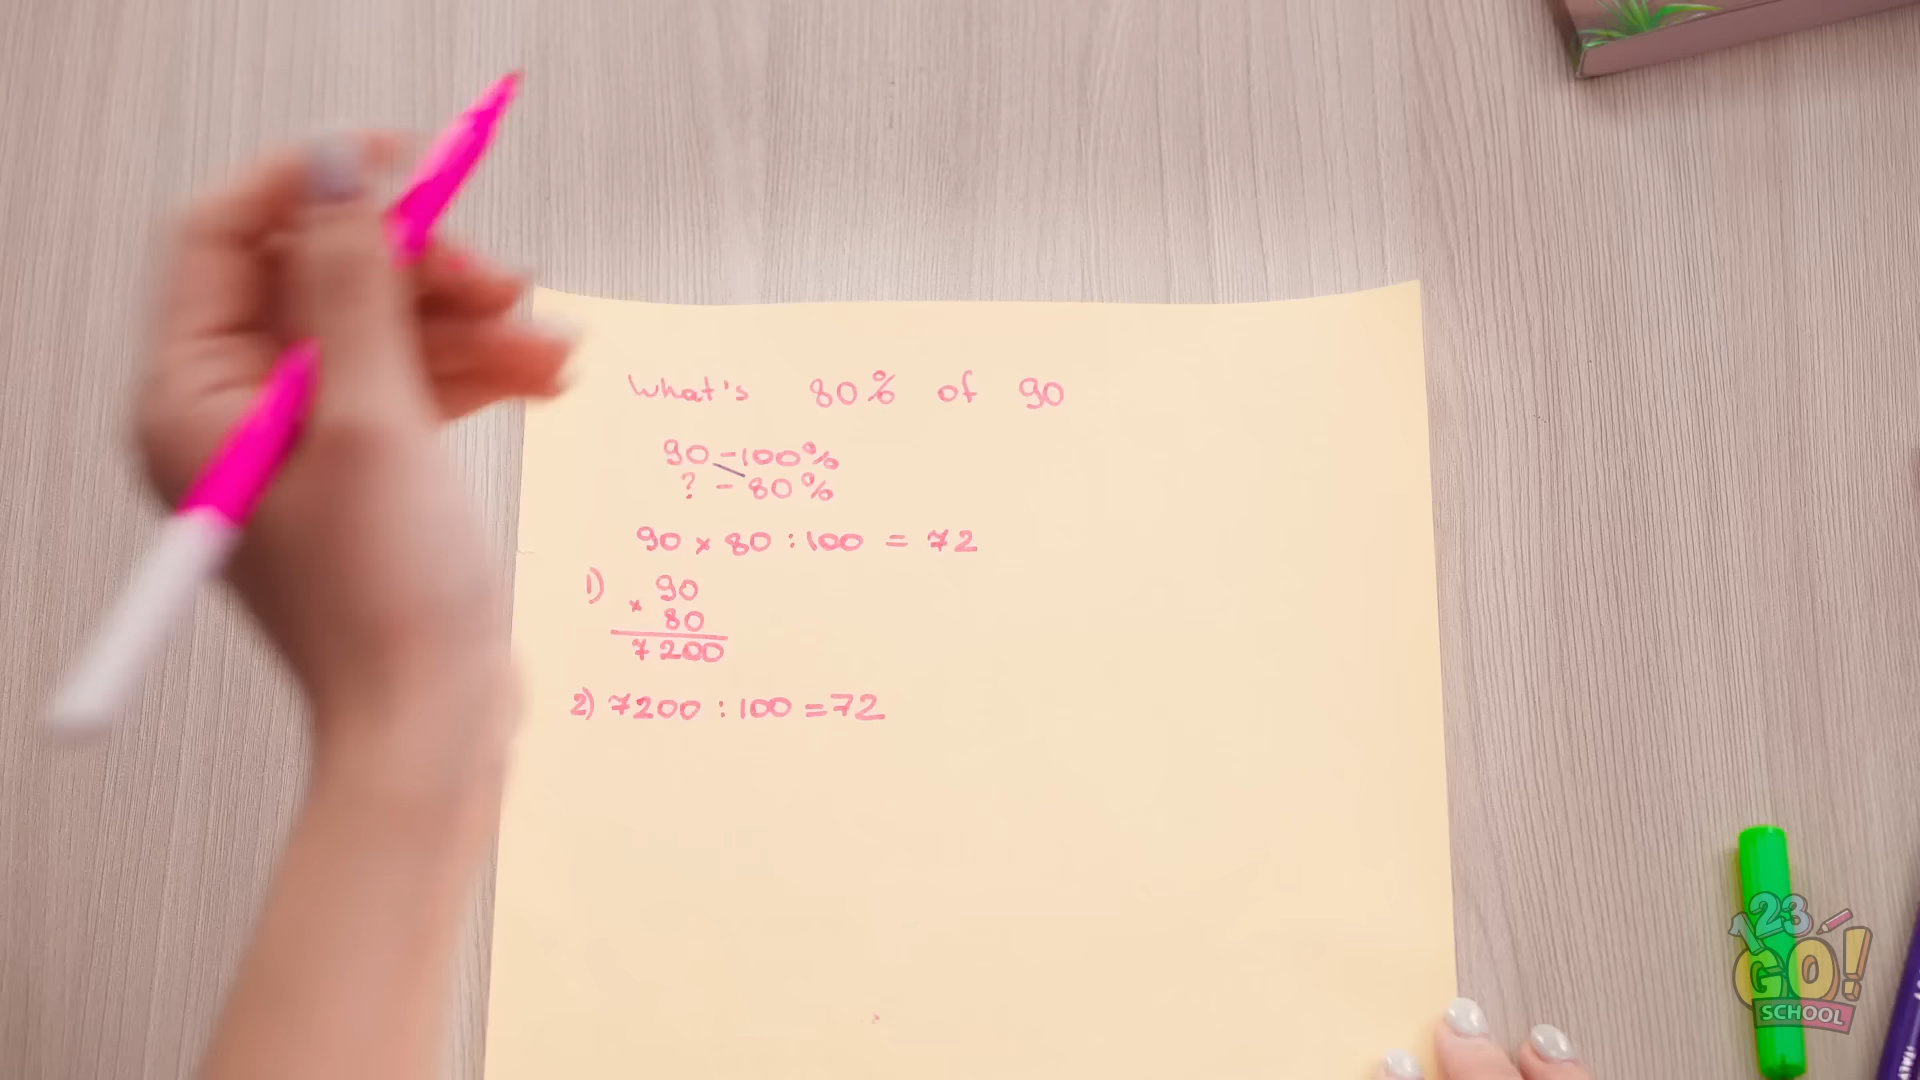 What's 80% of 90
90 - 100%
? - 80%
90 x 80 : 100 = 72
1) 90
x 80
7200
2) 7200 : 100 = 72
123
GO!
SCHOOL